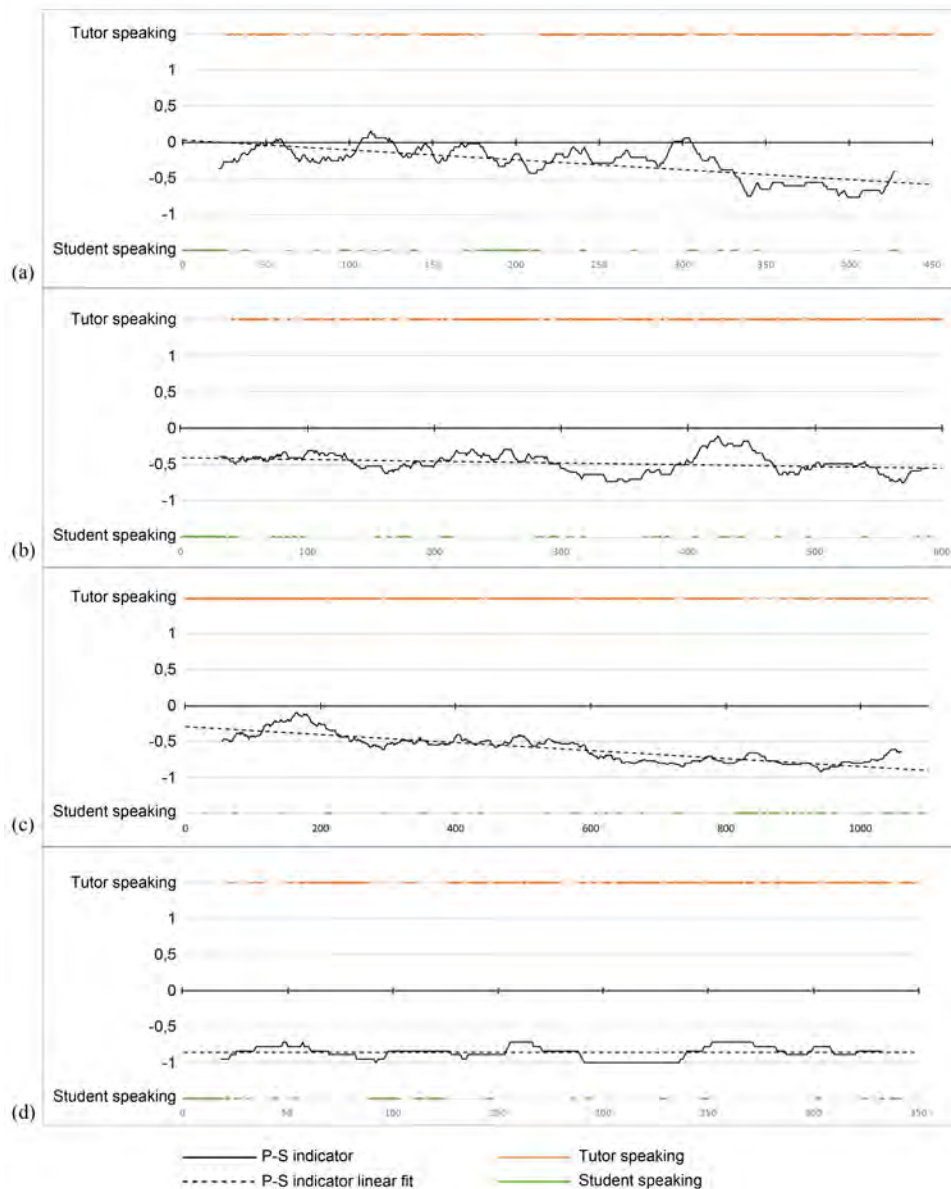 Tutor speaking
1
0,5
0
-0,5
-1
Student speaking
(a)
0 50 100 150 200 250 300 350 400 450
Tutor speaking
1
0,5
0
-0,5
-1
Student speaking
(b)
0 100 200 300 400 500 600
Tutor speaking
1
0,5
0
-0,5
-1
Student speaking
(c)
0 200 400 600 800 1000
Tutor speaking
1
0,5
0
-0,5
-1
Student speaking
(d)
0 50 100 150 200 250 300 350
P-S indicator Tutor speaking
P-S indicator linear fit Student speaking